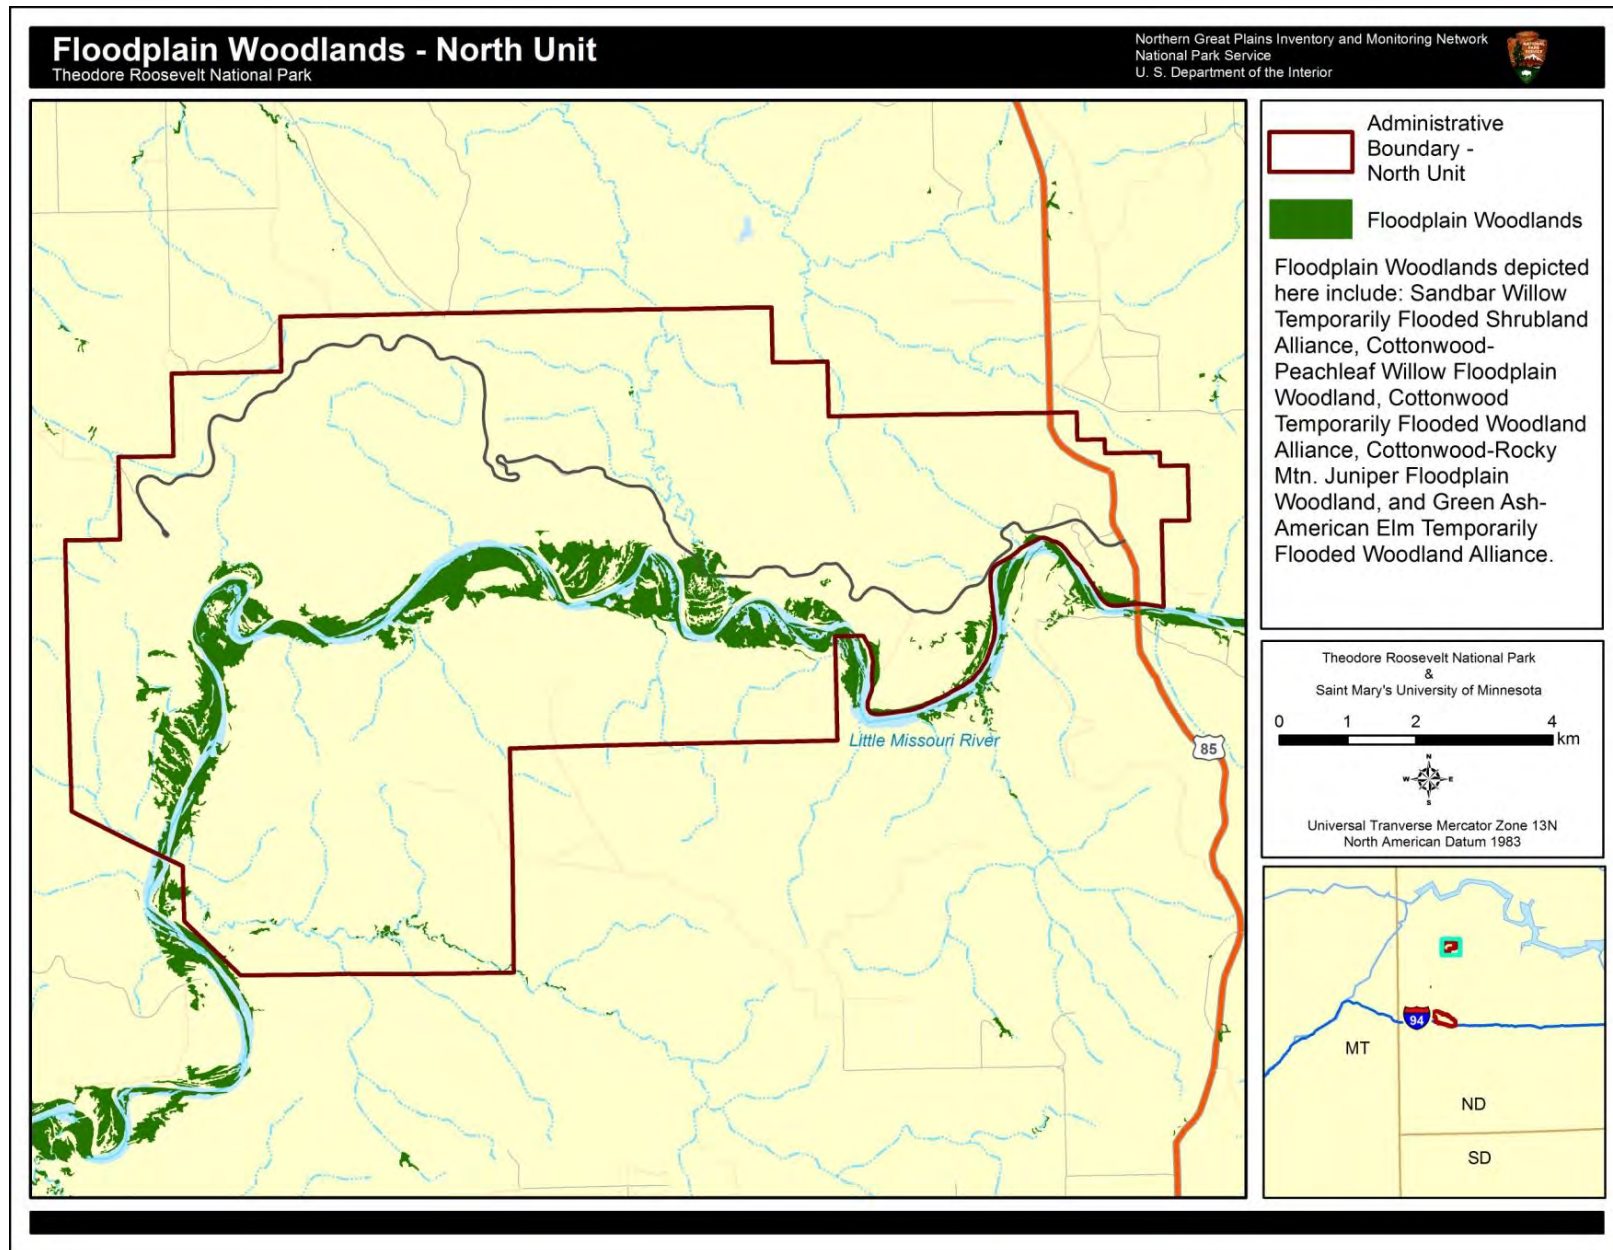 Floodplain Woodlands - North Unit
Theodore Roosevelt National Park
Northern Great Plains Inventory and Monitoring Network
National Park Service
U. S. Department of the Interior
Administrative
Boundary -
North Unit
Floodplain Woodlands
Floodplain Woodlands depicted
here include: Sandbar Willow
Temporarily Flooded Shrubland
Alliance, Cottonwood-
Peachleaf Willow Floodplain
Woodland, Cottonwood
Temporarily Flooded Woodland
Alliance, Cottonwood-Rocky
Mtn. Juniper Floodplain
Woodland, and Green Ash-
American Elm Temporarily
Flooded Woodland Alliance.
Little Missouri River
85
Theodore Roosevelt National Park
&
Saint Mary's University of Minnesota
0 1 2 4
km
N
W E
S
Universal Tranverse Mercator Zone 13N
North American Datum 1983
94
MT
ND
SD